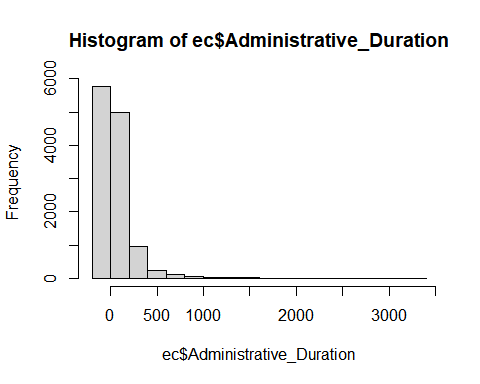 Histogram of ec$Administrative_Duration
Frequency
6000
4000
2000
0
0 500 1000 2000 3000
ec$Administrative_Duration